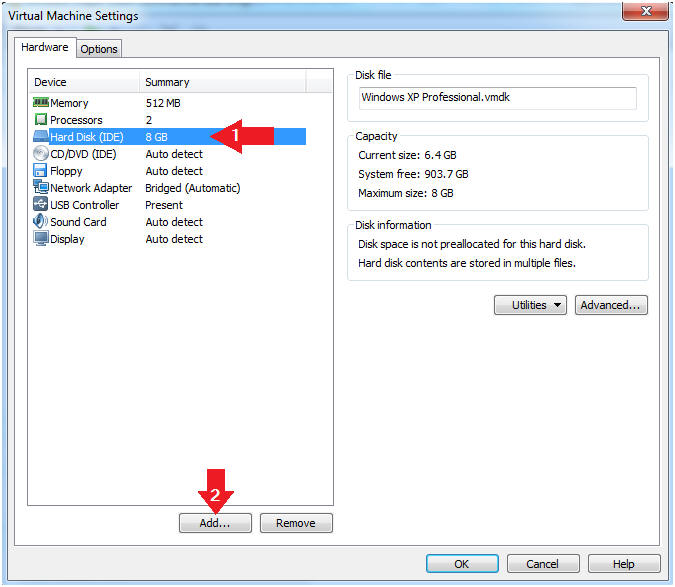 Virtual Machine Settings
Hardware
Options
Device Summary
Memory 512 MB
Processors 2
Hard Disk (IDE) 8 GB
1
CD/DVD (IDE) Auto detect
Floppy Auto detect
Network Adapter Bridged (Automatic)
USB Controller Present
Sound Card Auto detect
Display Auto detect
2
Add...
Remove
Disk file
Windows XP Professional.vmdk
Capacity
Current size: 6.4 GB
System free: 903.7 GB
Maximum size: 8 GB
Disk information
Disk space is not preallocated for this hard disk.
Hard disk contents are stored in multiple files.
Utilities
Advanced...
OK
Cancel
Help